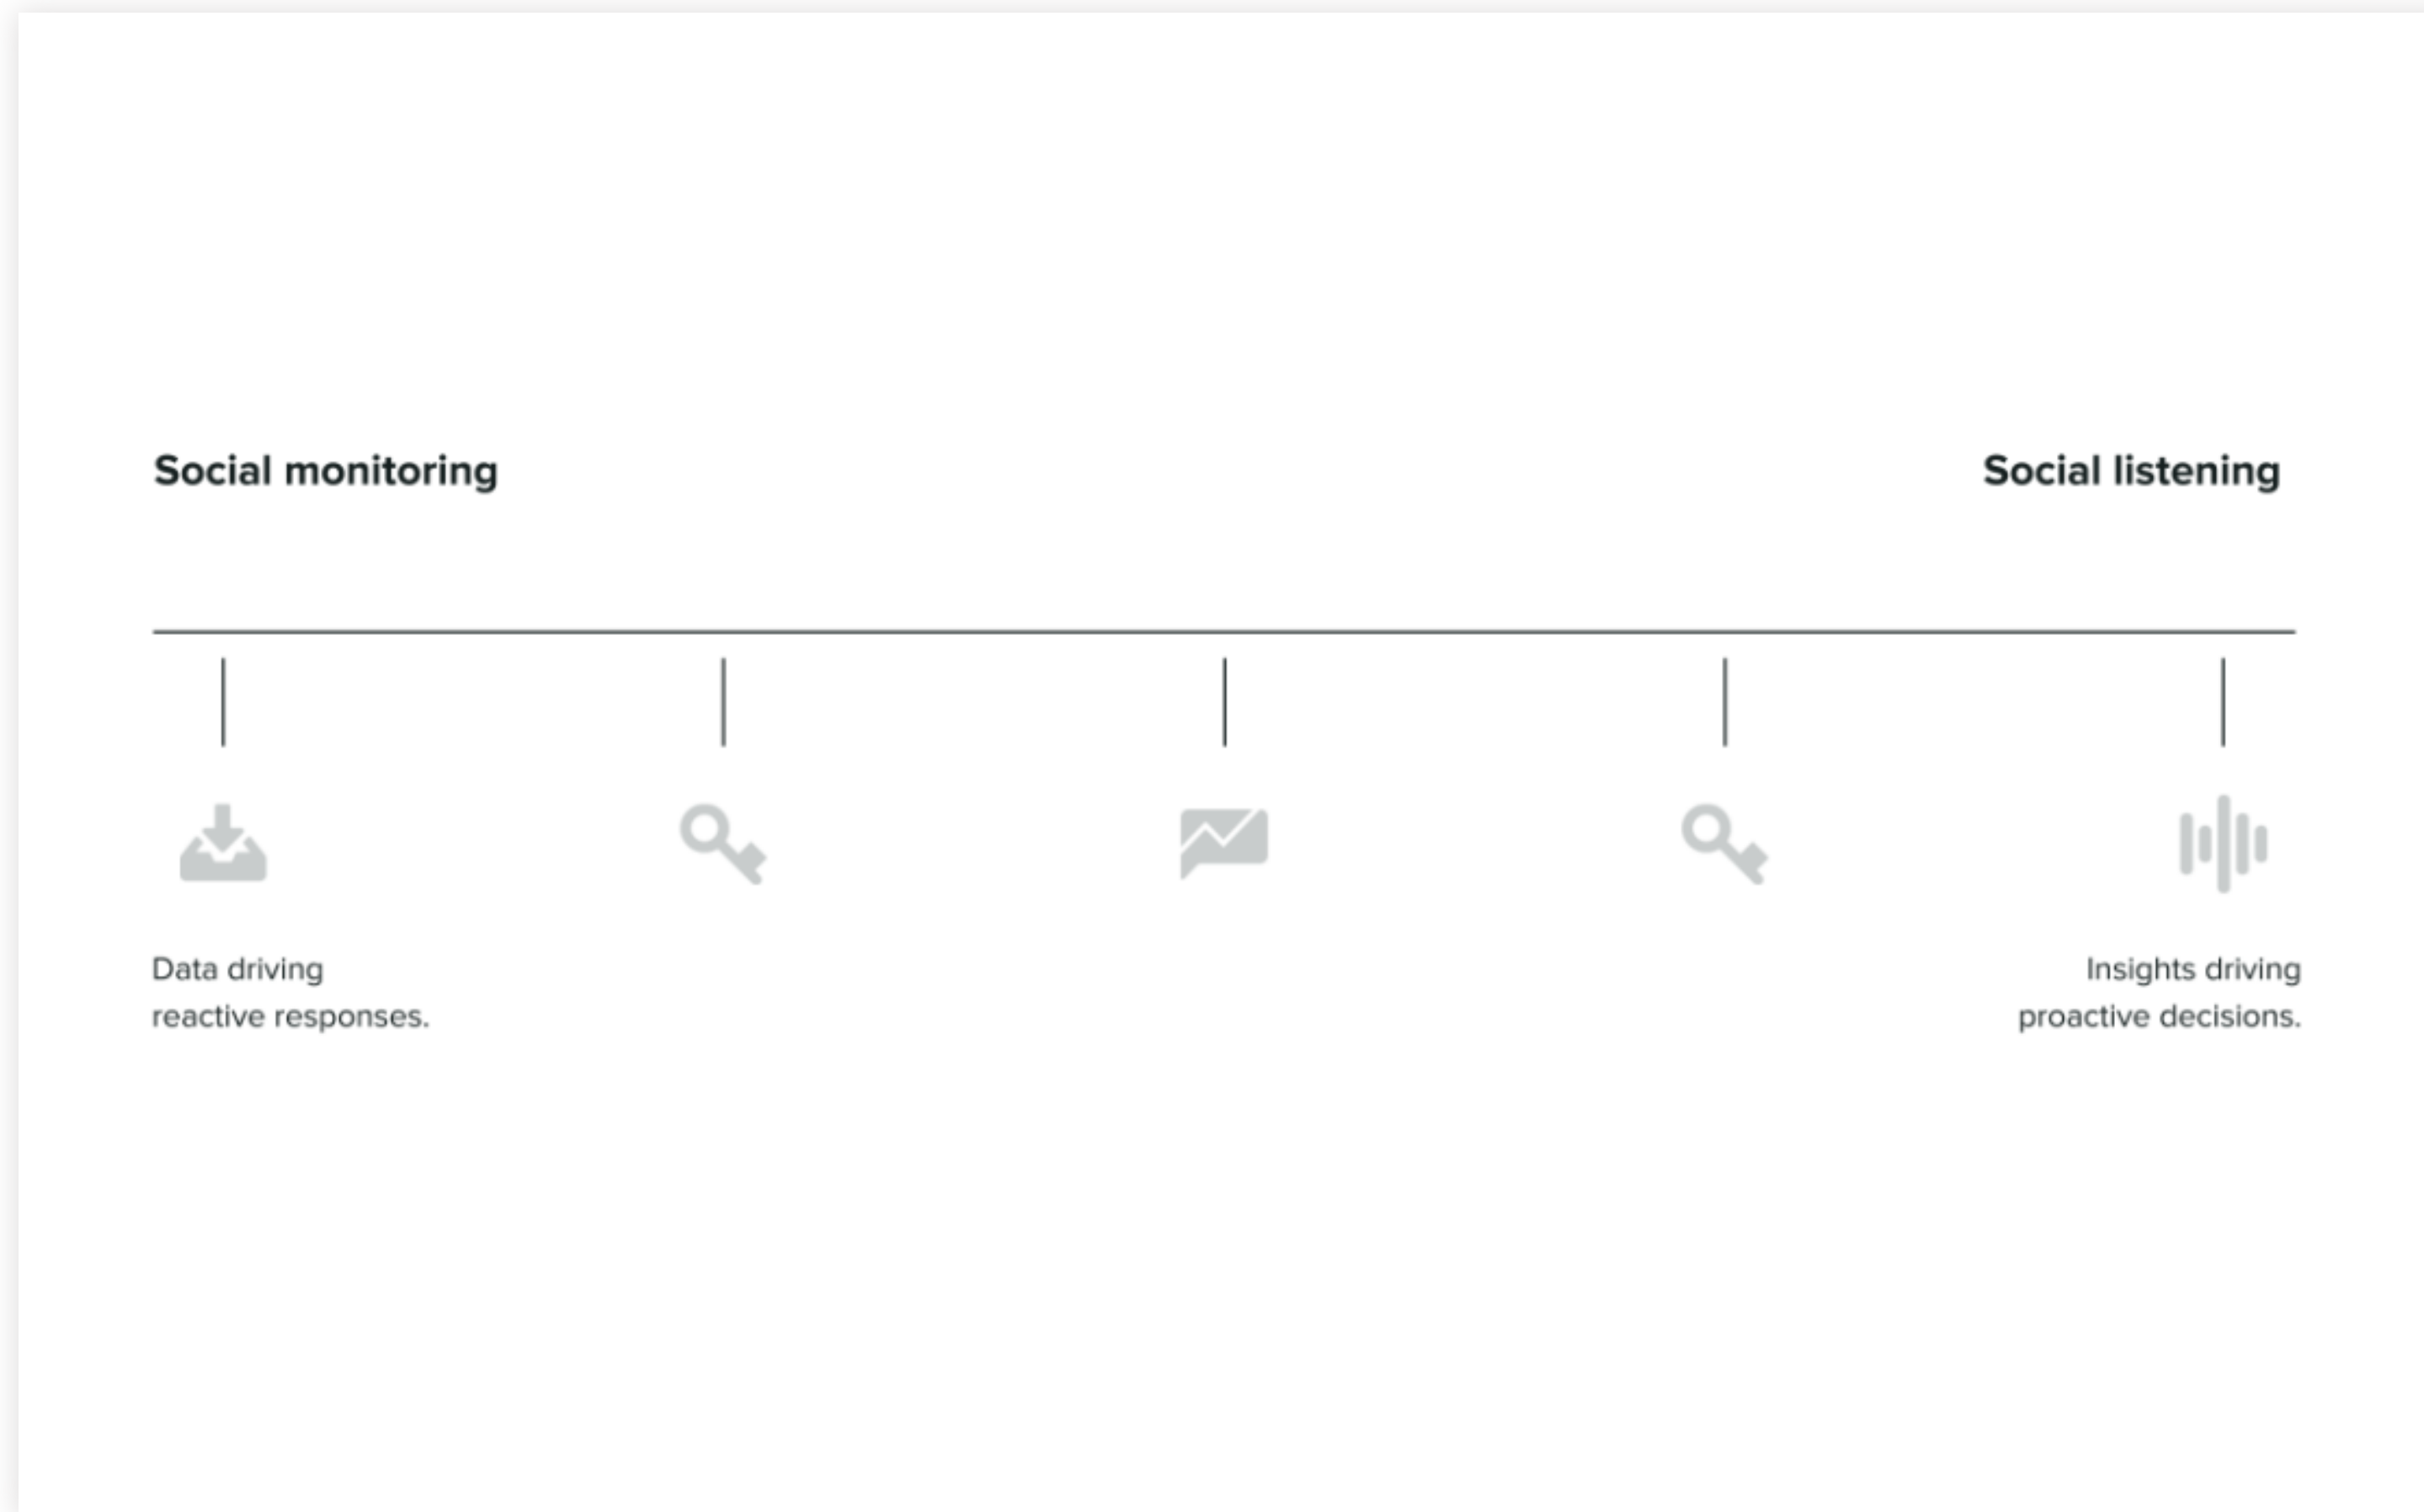 Social monitoring
Social listening
Data driving
reactive responses.
Insights driving
proactive decisions.